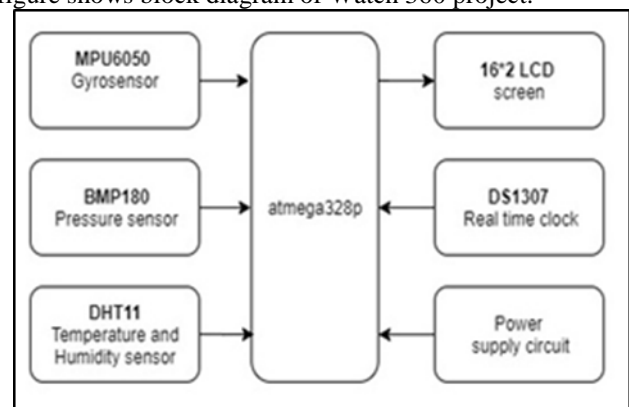 figure shows block diagram of Watch 360 project.
MPU6050
Gyrosensor
BMP180
Pressure sensor
DHT11
Temperature and
Humidity sensor
atmega328p
16*2 LCD
screen
DS1307
Real time clock
Power
supply circuit